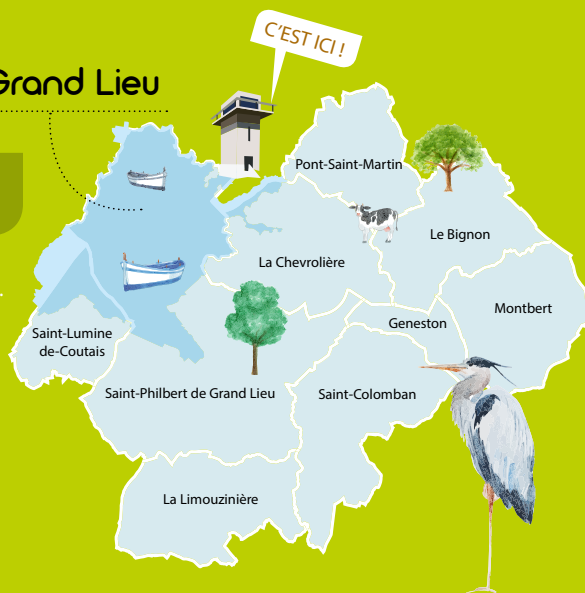 C'EST ICI !
Grand Lieu
Pont-Saint-Martin
Le Bignon
La Chevrolière
Montbert
Geneston
Saint-Lumine
de-Coutais
Saint-Philbert de Grand Lieu
Saint-Colomban
La Limouzinière